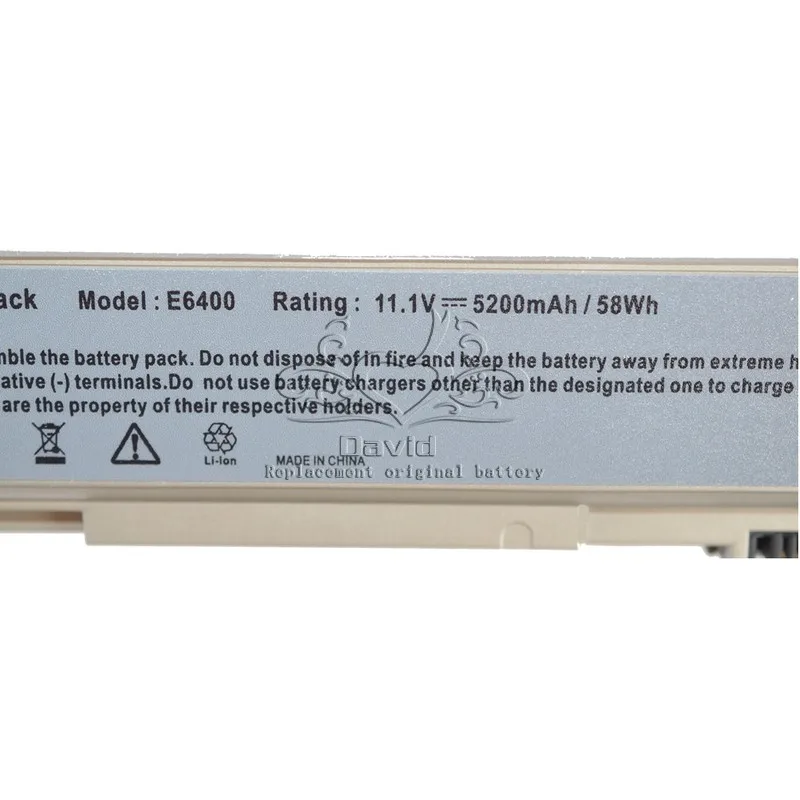 ack Model : E6400 Rating : 11.1V 5200mAh / 58Wh
nble the battery pack. Do not dispose of in fire and keep the battery away from extreme h
ative (-) terminals.Do not use battery chargers other than the designated one to charge
are the property of their respective holders.
Li-Ion MADE IN CHINA
David
Replacement original battery